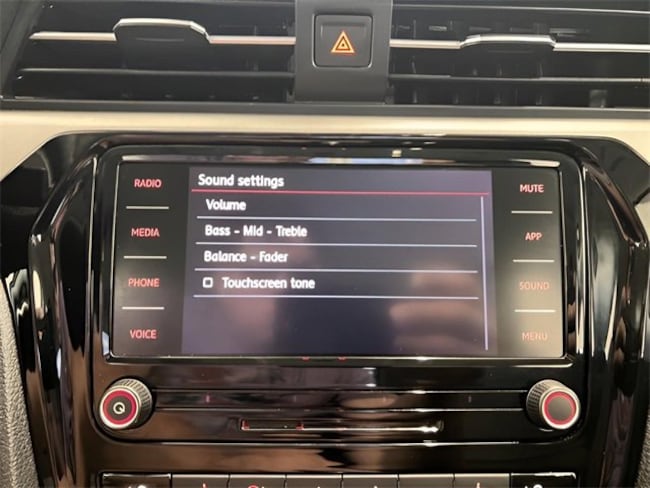 Sound settings
Volume
Bass - Mid - Treble
Balance - Fader
Touchscreen tone
RADIO
MEDIA
PHONE
VOICE
MUTE
APP
SOUND
MENU